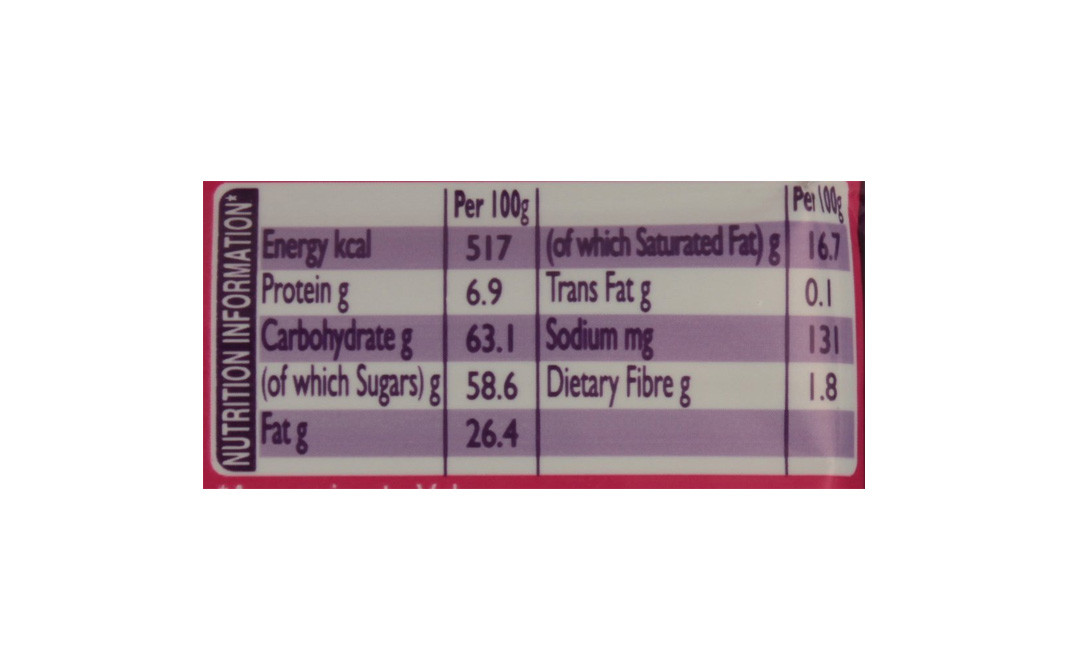 NUTRITION INFORMATION*
Per 100g Per 100g
Energy kcal 517 (of which Saturated Fat) g 16.7
Protein g 6.9 Trans Fat g 0.1
Carbohydrate g 63.1 Sodium mg 131
(of which Sugars) g 58.6 Dietary Fibre g 1.8
Fat g 26.4